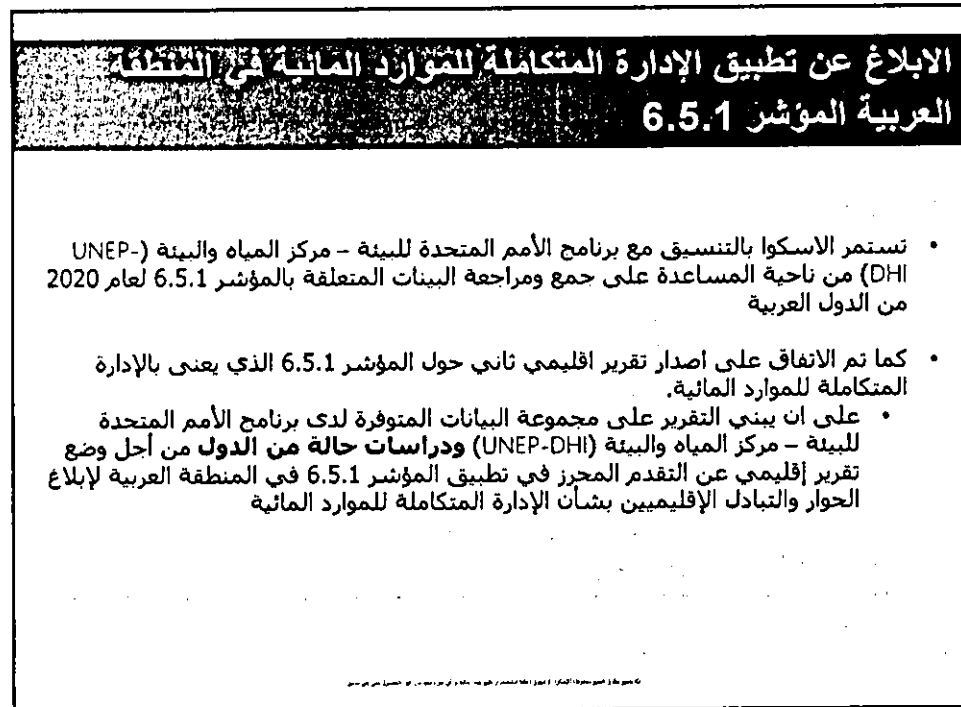 الابلاغ عن تطبيق الإدارة المتكاملة للموارد المائية في المنطقة
العربية المؤشر 6.5.1
• تستمر الاسكوا بالتنسيق مع برنامج الأمم المتحدة للبيئة – مركز المياه والبيئة (UNEP-
DHI) من ناحية المساعدة على جمع ومراجعة البينات المتعلقة بالمؤشر 6.5.1 لعام 2020
من الدول العربية
• كما تم الاتفاق على اصدار تقرير اقليمي ثاني حول المؤشر 6.5.1 الذي يعنى بالإدارة
المتكاملة للموارد المائية.
• على ان يبني التقرير على مجموعة البيانات المتوفرة لدى برنامج الأمم المتحدة
للبيئة – مركز المياه والبيئة (UNEP-DHI) ودراسات حالة من الدول من أجل وضع
تقرير إقليمي عن التقدم المحرز في تطبيق المؤشر 6.5.1 في المنطقة العربية لإبلاغ
الحوار والتبادل الإقليميين بشأن الإدارة المتكاملة للموارد المائية